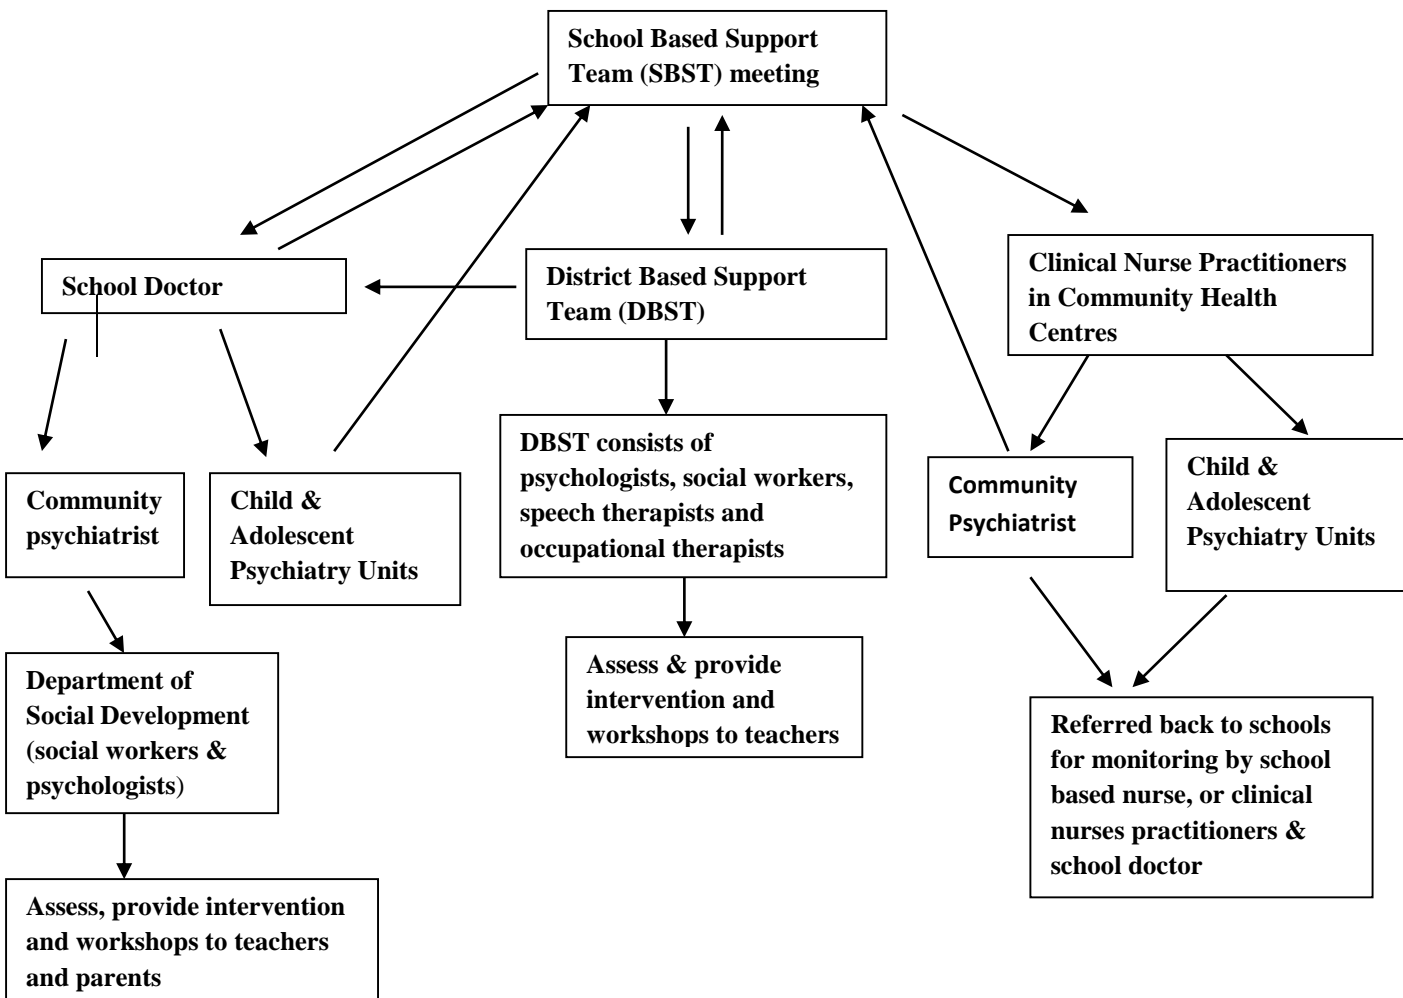 School Based Support
Team (SBST) meeting
School Doctor
District Based Support
Team (DBST)
Clinical Nurse Practitioners
in Community Health
Centres
Community
psychiatrist
Child &
Adolescent
Psychiatry Units
DBST consists of
psychologists, social workers,
speech therapists and
occupational therapists
Community
Psychiatrist
Child &
Adolescent
Psychiatry Units
Department of
Social Development
(social workers &
psychologists)
Assess & provide
intervention and
workshops to teachers
Referred back to schools
for monitoring by school
based nurse, or clinical
nurses practitioners &
school doctor
Assess, provide intervention
and workshops to teachers
and parents